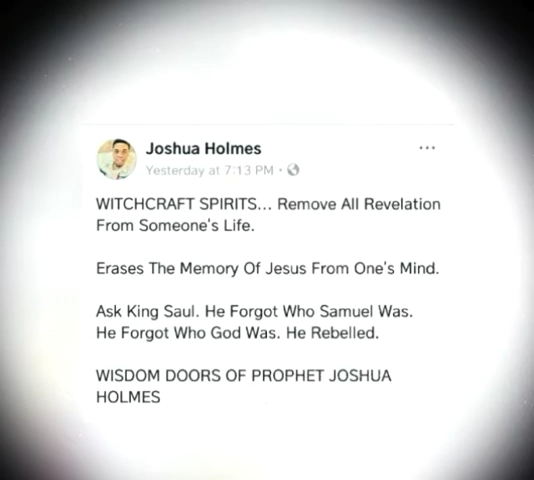 Joshua Holmes
Yesterday at 7:13 PM ·
WITCHCRAFT SPIRITS... Remove All Revelation
From Someone's Life.
Erases The Memory Of Jesus From One's Mind.
Ask King Saul. He Forgot Who Samuel Was.
He Forgot Who God Was. He Rebelled.
WISDOM DOORS OF PROPHET JOSHUA
HOLMES